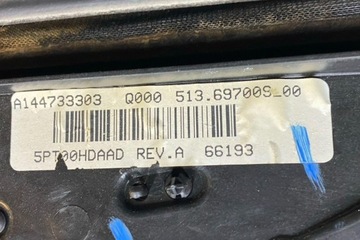 A144733303 Q000 513.69700S_00
5PT00HDAAD REV.A 66193